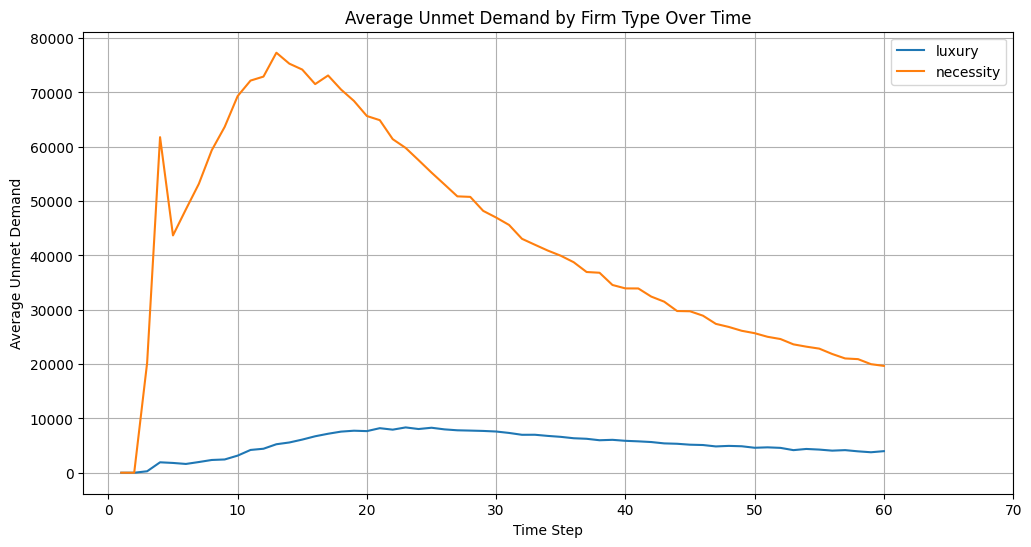 Average Unmet Demand by Firm Type Over Time
luxury
necessity
Average Unmet Demand
80000
70000
60000
50000
40000
30000
20000
10000
0
0 10 20 30 40 50 60 70
Time Step